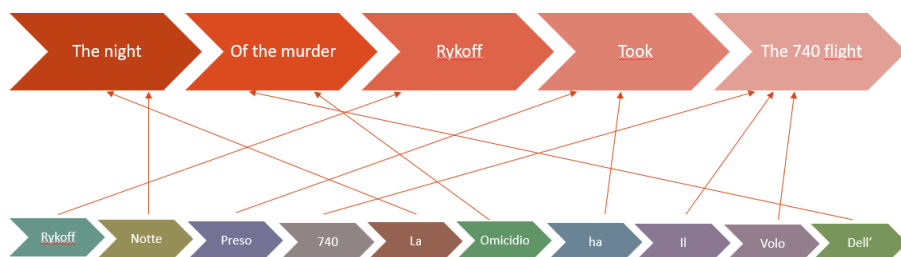 The night Of the murder Rykoff Took The 740 flight
Rykoff Notte Preso 740 La Omicidio ha Il Volo Dell'